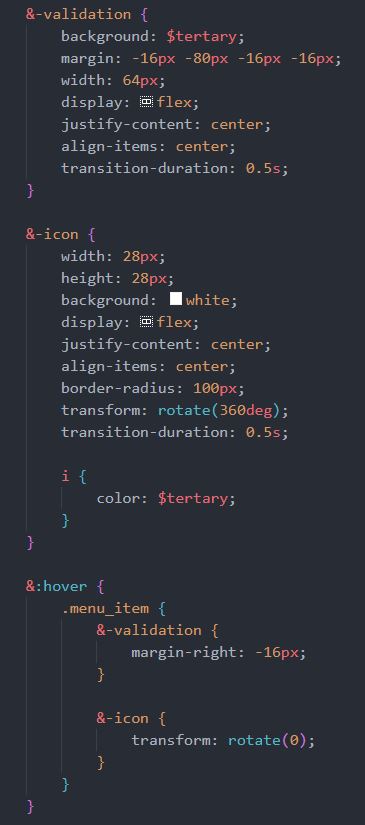 &-validation {
    background: $tertary;
    margin: -16px -80px -16px -16px;
    width: 64px;
    display: flex;
    justify-content: center;
    align-items: center;
    transition-duration: 0.5s;
}

&-icon {
    width: 28px;
    height: 28px;
    background: white;
    display: flex;
    justify-content: center;
    align-items: center;
    border-radius: 100px;
    transform: rotate(360deg);
    transition-duration: 0.5s;

    i {
        color: $tertary;
    }
}

&:hover {
    .menu_item {
        &-validation {
            margin-right: -16px;
        }

        &-icon {
            transform: rotate(0);
        }
    }
}